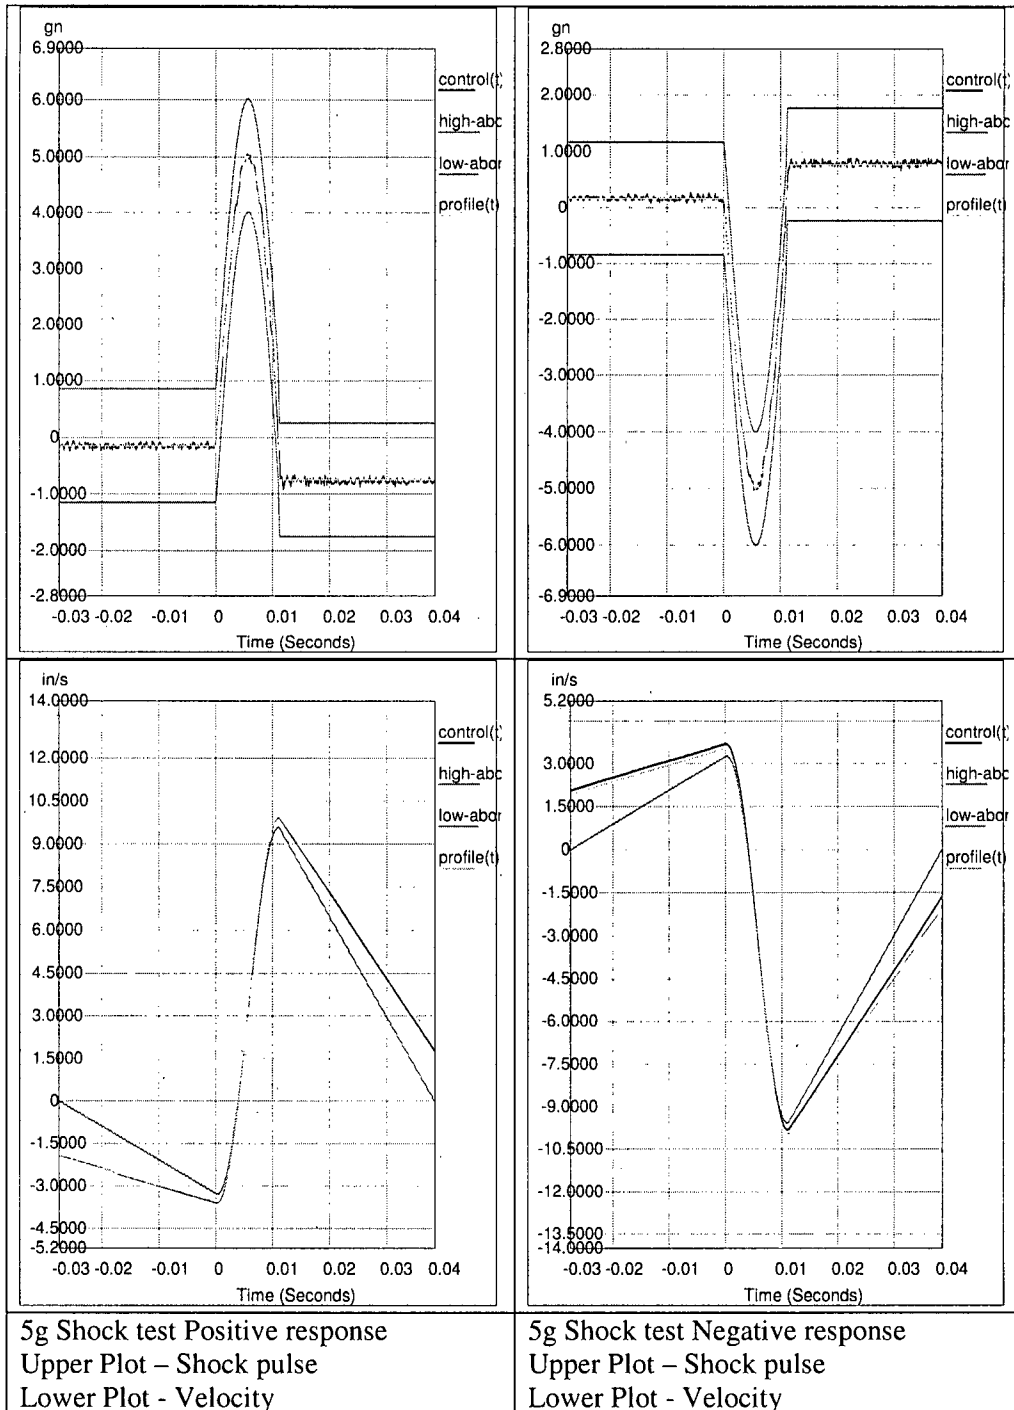 gn
6.9000
6.0000
5.0000
4.0000
3.0000
2.0000
1.0000
0
-1.0000
-2.0000
-2.8000
-0.03 -0.02 -0.01 0 0.01 0.02 0.03 0.04
Time (Seconds)
control(t)
high-abo
low-abor
profile(t)
gn
2.8000
2.0000
1.0000
0
-1.0000
-2.0000
-3.0000
-4.0000
-5.0000
-6.0000
-6.9000
-0.03 -0.02 -0.01 0 0.01 0.02 0.03 0.04
Time (Seconds)
control(t)
high-abo
low-abor
profile(t)
in/s
14.0000
12.0000
10.5000
9.0000
7.5000
6.0000
4.5000
3.0000
1.5000
0
-1.5000
-3.0000
-4.5000
-5.2000
-0.03 -0.02 -0.01 0 0.01 0.02 0.03 0.04
Time (Seconds)
control(t)
high-abo
low-abor
profile(t)
in/s
5.2000
3.0000
1.5000
0
-1.5000
-3.0000
-4.5000
-6.0000
-7.5000
-9.0000
-10.5000
-12.0000
-13.5000
-14.0000
-0.03 -0.02 -0.01 0 0.01 0.02 0.03 0.04
Time (Seconds)
control(t)
high-abo
low-abor
profile(t)
5g Shock test Positive response
Upper Plot – Shock pulse
Lower Plot - Velocity
5g Shock test Negative response
Upper Plot – Shock pulse
Lower Plot - Velocity